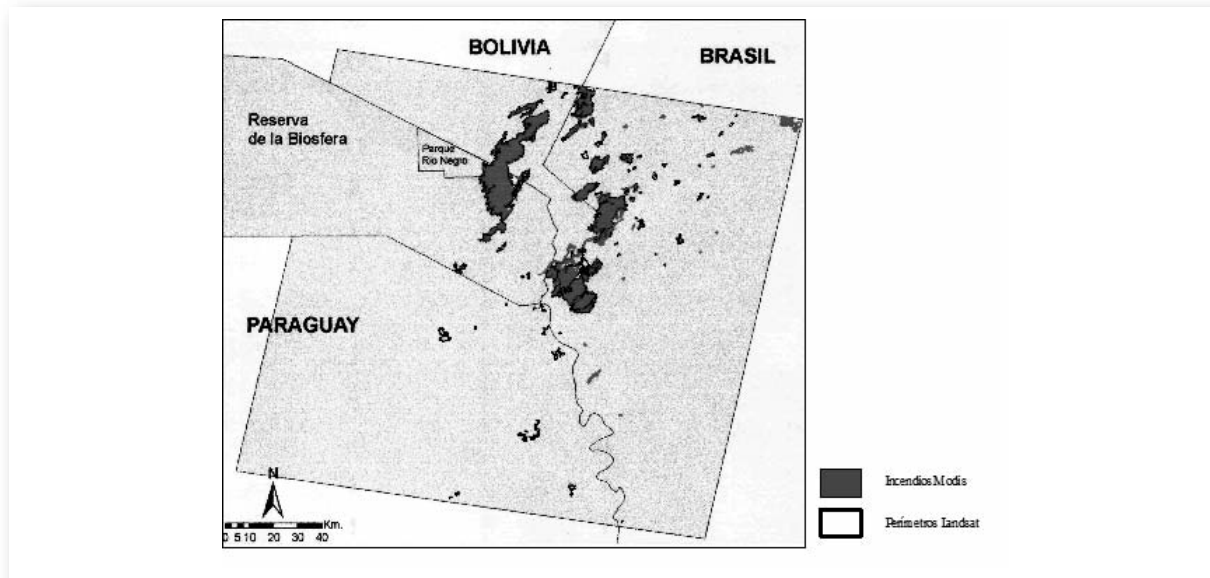 BOLIVIA
BRASIL
Reserva
de la Biosfera
Parque
Rio Negro
PARAGUAY
N
0 5 10 20 30 40 Km.
Incendios Modis
Perímetros Landsat